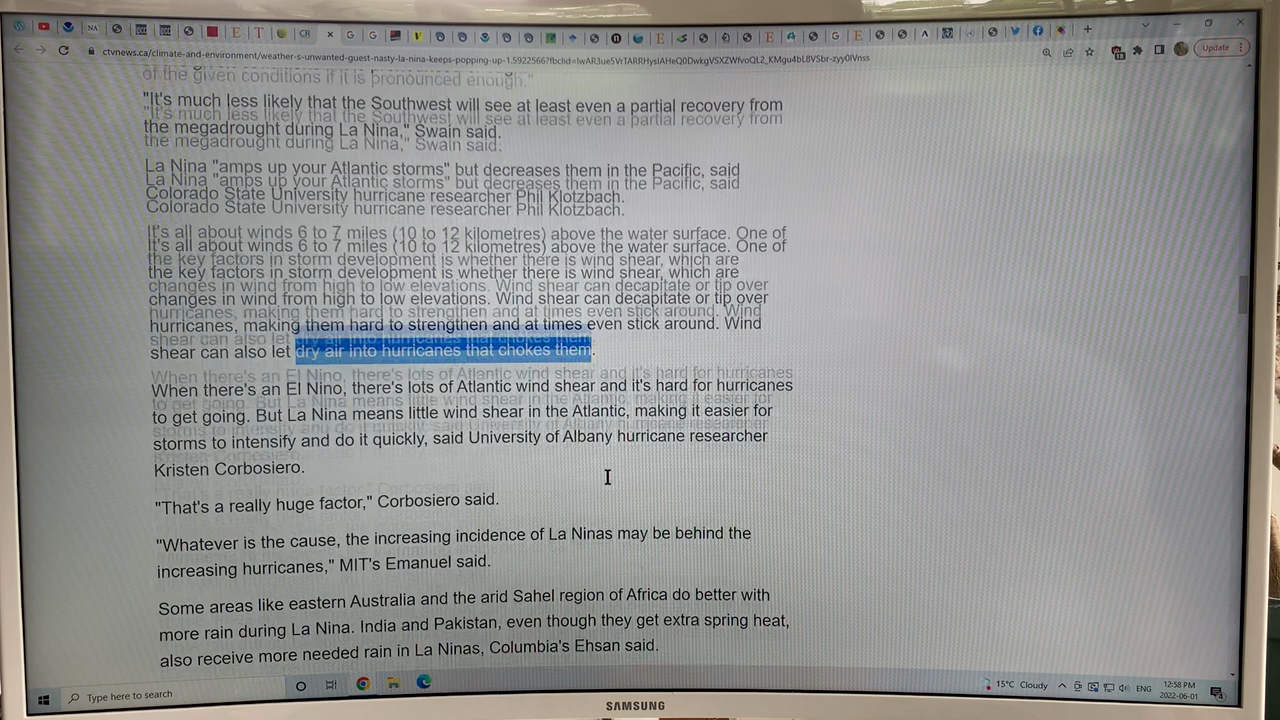 ctvnews.ca/climate-and-environment/weather-s-unwanted-guest-nasty-la-nina-keeps-popping-up-1.5922566?fbclid=IwAR3ue5VrTARRHyslAHeQ0DwkgVSXZWfvoQL2_KMgu4bL8VSbr-zyy0lVnss
Update
of the given conditions if it is pronounced enough."
"It's much less likely that the Southwest will see at least even a partial recovery from
the megadrought during La Nina," Swain said.
La Nina "amps up your Atlantic storms" but decreases them in the Pacific, said
Colorado State University hurricane researcher Phil Klotzbach.
It's all about winds 6 to 7 miles (10 to 12 kilometres) above the water surface. One of
the key factors in storm development is whether there is wind shear, which are
changes in wind from high to low elevations. Wind shear can decapitate or tip over
hurricanes, making them hard to strengthen and at times even stick around. Wind
shear can also let dry air into hurricanes that chokes them.
When there's an El Nino, there's lots of Atlantic wind shear and it's hard for hurricanes
to get going. But La Nina means little wind shear in the Atlantic, making it easier for
storms to intensify and do it quickly, said University of Albany hurricane researcher
Kristen Corbosiero.
"That's a really huge factor," Corbosiero said.
"Whatever is the cause, the increasing incidence of La Ninas may be behind the
increasing hurricanes," MIT's Emanuel said.
Some areas like eastern Australia and the arid Sahel region of Africa do better with
more rain during La Nina. India and Pakistan, even though they get extra spring heat,
also receive more needed rain in La Ninas, Columbia's Ehsan said.
Type here to search
15°C Cloudy
ENG
12:58 PM
2022-06-01
SAMSUNG